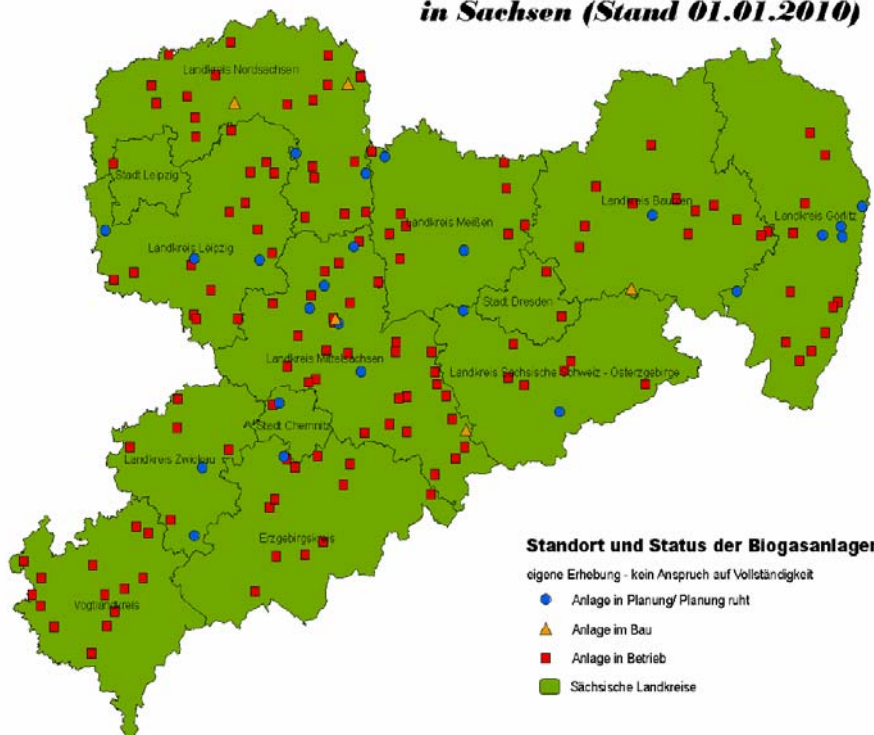 in Sachsen (Stand 01.01.2010)
Landkreis Nordsachsen
Stadt Leipzig
Landkreis Leipzig
Landkreis Meißen
Landkreis Bautzen
Landkreis Görlitz
Stadt Dresden
Landkreis Mittelsachsen
Landkreis Sächsische Schweiz - Osterzgebirge
Stadt Chemnitz
Landkreis Zwickau
Erzgebirgskreis
Vogtlandkreis
Standort und Status der Biogasanlagen
eigene Erhebung - kein Anspruch auf Vollständigkeit
Anlage in Planung/ Planung ruht
Anlage im Bau
Anlage in Betrieb
Sächsische Landkreise